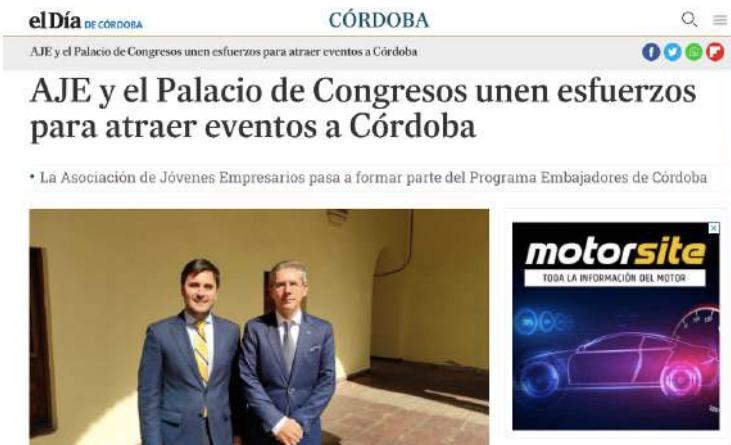 el Día DE CÓRDOBA
CÓRDOBA
AJE y el Palacio de Congresos unen esfuerzos para atraer eventos a Córdoba
AJE y el Palacio de Congresos unen esfuerzos
para atraer eventos a Córdoba
• La Asociación de Jóvenes Empresarios pasa a formar parte del Programa Embajadores de Córdoba
motorsite
TODA LA INFORMACIÓN DEL MOTOR